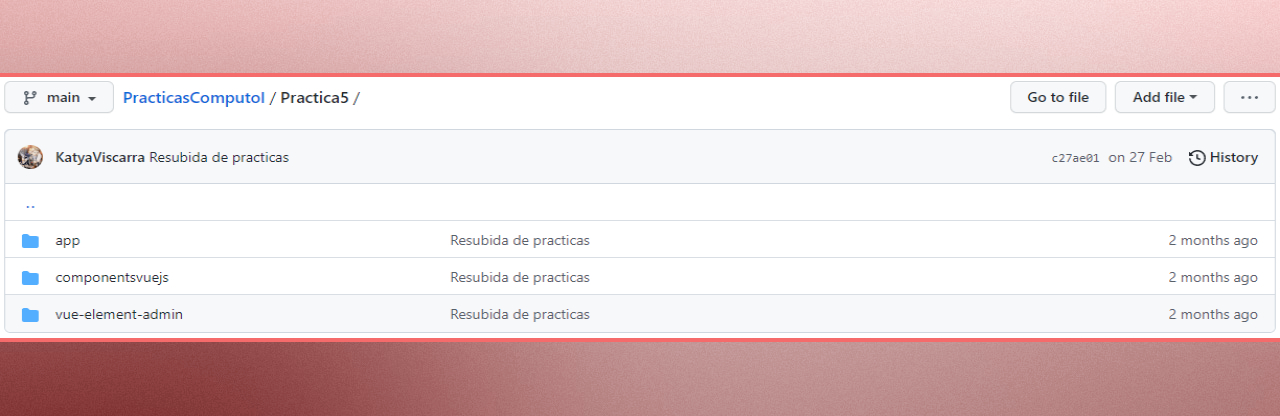 main PracticasComputol / Practica5 / Go to file Add file ...
KatyaViscarra Resubida de practicas c27ae01 on 27 Feb History
..
app Resubida de practicas 2 months ago
componentsvuejs Resubida de practicas 2 months ago
vue-element-admin Resubida de practicas 2 months ago